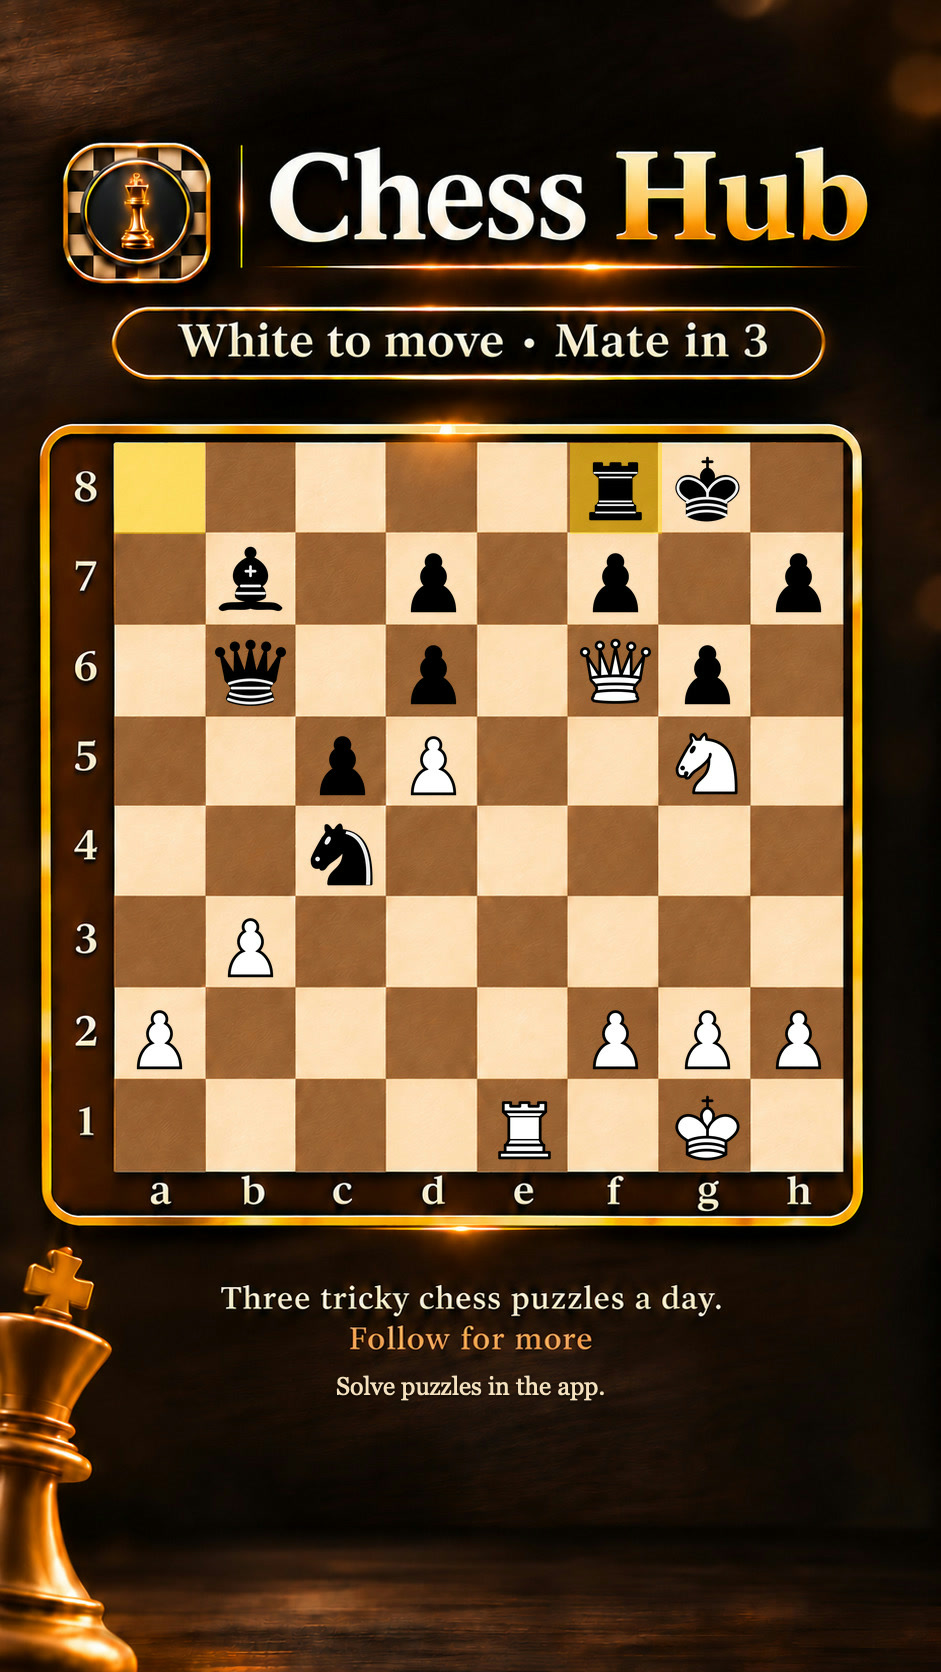 Chess Hub
White to move • Mate in 3
8
7
6
5
4
3
2
1
a b c d e f g h
Three tricky chess puzzles a day.
Follow for more
Solve puzzles in the app.